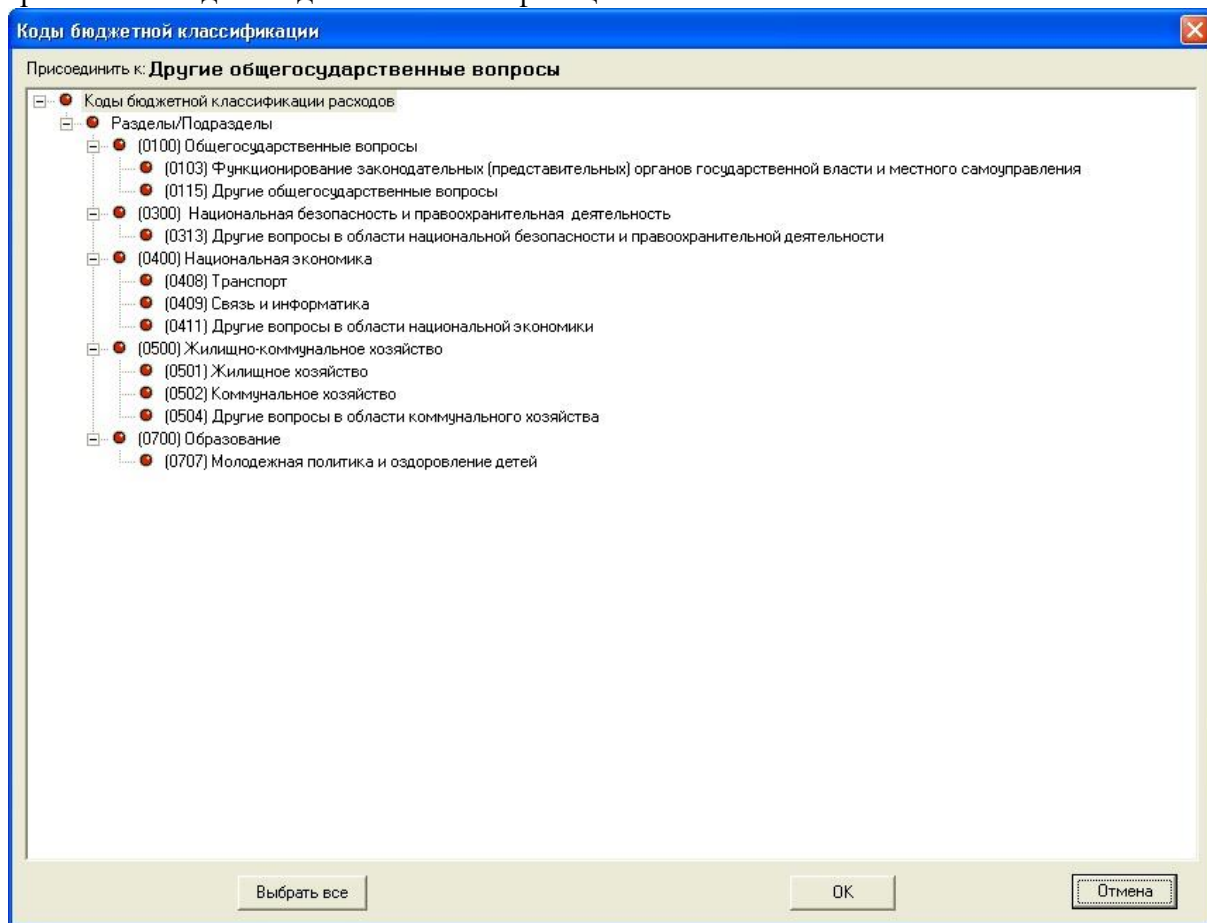 Коды бюджетной классификации
Присоединить к: Другие общегосударственные вопросы
Коды бюджетной классификации расходов
Разделы/Подразделы
(0100) Общегосударственные вопросы
(0103) Функционирование законодательных (представительных) органов государственной власти и местного самоуправления
(0115) Другие общегосударственные вопросы
(0300) Национальная безопасность и правоохранительная деятельность
(0313) Другие вопросы в области национальной безопасности и правоохранительной деятельности
(0400) Национальная экономика
(0408) Транспорт
(0409) Связь и информатика
(0411) Другие вопросы в области национальной экономики
(0500) Жилищно-коммунальное хозяйство
(0501) Жилищное хозяйство
(0502) Коммунальное хозяйство
(0504) Другие вопросы в области коммунального хозяйства
(0700) Образование
(0707) Молодежная политика и оздоровление детей
Выбрать все ОК Отмена